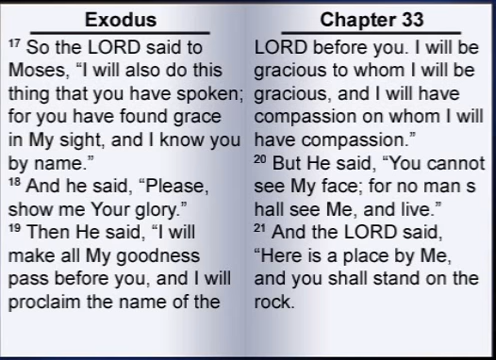 Exodus
17 So the LORD said to
Moses, “I will also do this
thing that you have spoken;
for you have found grace
in My sight, and I know you
by name.”
18 And he said, “Please,
show me Your glory.”
19 Then He said, “I will
make all My goodness
pass before you, and I will
proclaim the name of the
Chapter 33
LORD before you. I will be
gracious to whom I will be
gracious, and I will have
compassion on whom I will
have compassion.”
20 But He said, “You cannot
see My face; for no man s
hall see Me, and live.”
21 And the LORD said,
“Here is a place by Me,
and you shall stand on the
rock.